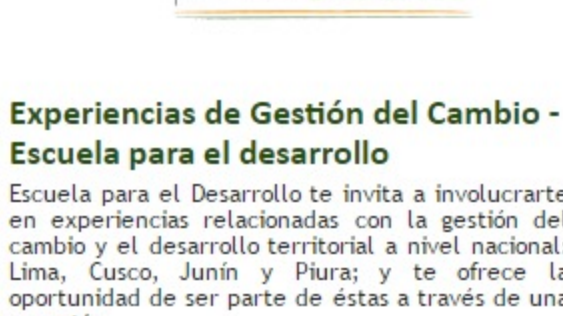 Experiencias de Gestión del Cambio -
Escuela para el desarrollo
Escuela para el Desarrollo te invita a involucrarte
en experiencias relacionadas con la gestión del
cambio y el desarrollo territorial a nivel nacional:
Lima, Cusco, Junín y Piura; y te ofrece la
oportunidad de ser parte de éstas a través de una